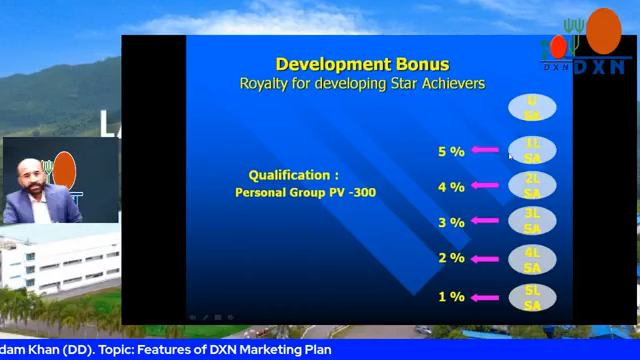 DXN
DXN
Development Bonus
Royalty for developing Star Achievers
Qualification :
Personal Group PV -300
U
SA
5 %
1L
SA
4 %
2L
SA
3 %
3L
SA
2 %
4L
SA
1 %
5L
SA
dam Khan (DD). Topic: Features of DXN Marketing Plan